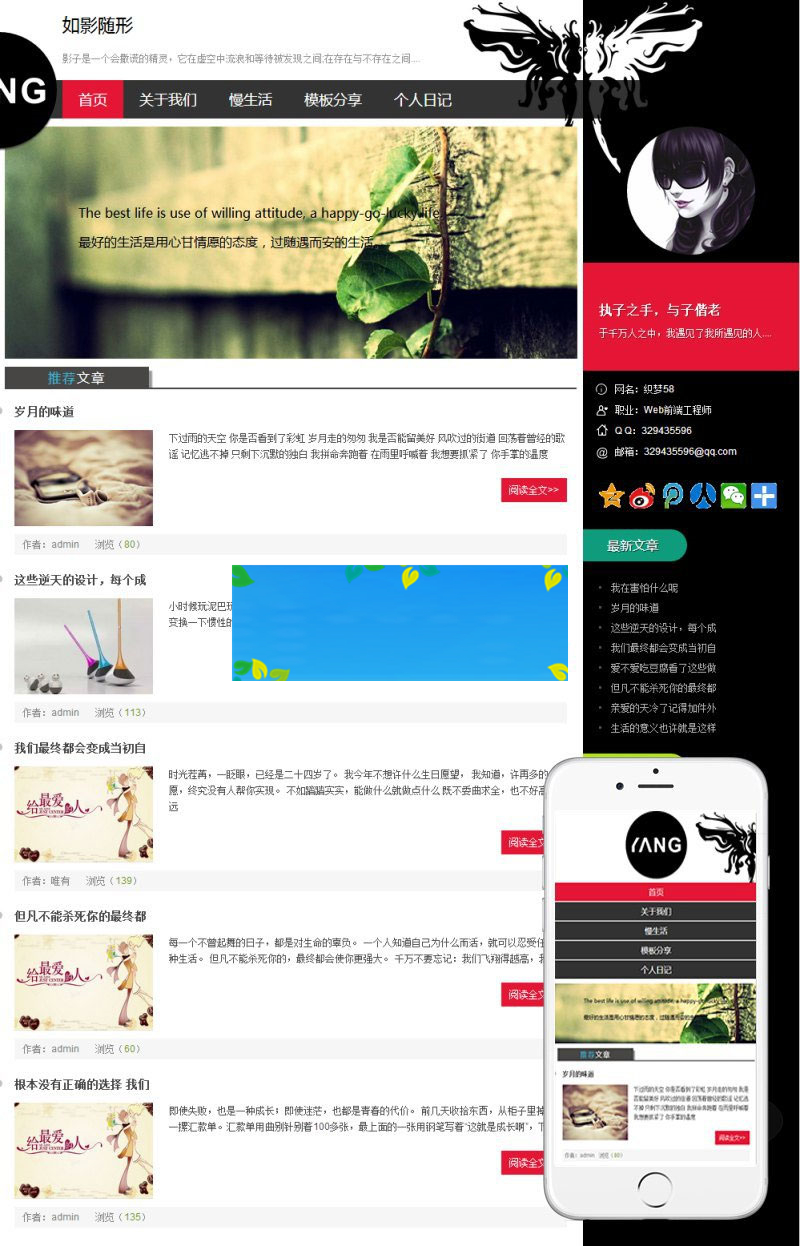 如影随形
影子是一个会撒谎的精灵，它在虚空中流浪和等待被发现之间;在存在与不存在之间....
NG
首页 关于我们 慢生活 模板分享 个人日记
The best life is use of willing attitude, a happy-go-lucky life.
最好的生活是用心甘情愿的态度，过随遇而安的生活。
推荐文章
岁月的味道
下过雨的天空 你是否看到了彩虹 岁月走的匆匆 我是否能留美好 风吹过的街道 回荡着曾经的歌
谣 记忆逃不掉 只剩下沉默的独白 我拼命奔跑着 在雨里呼喊着 我想要抓紧了 你手掌的温度
阅读全文>>
作者：admin 浏览（80）
这些逆天的设计，每个成
小时候玩泥巴玩
变换一下惯性的
作者：admin 浏览（113）
我们最终都会变成当初自
时光荏苒，一眨眼，已经是二十四岁了。 我今年不想许什么生日愿望， 我知道，许再多的
愿，终究没有人帮你实现。 不如踏踏实实，能做什么就做点什么 既不委曲求全，也不好高
远
阅读全文
作者：唯有 浏览（139）
但凡不能杀死你的最终都
每一个不曾起舞的日子，都是对生命的辜负。 一个人知道自己为什么而活，就可以忍受任
种生活。 但凡不能杀死你的，最终都会使你更强大。 千万不要忘记：我们飞翔得越高，我
阅读全文
作者：admin 浏览（60）
根本没有正确的选择 我们
即使失败，也是一种成长；即使迷茫，也都是青春的代价。 前几天收拾东西，从柜子里掉
一摞汇款单。汇款单用曲别针别着100多张，最上面的一张用钢笔写着“这就是成长啊”，下
阅读全文
作者：admin 浏览（135）
执子之手，与子偕老
于千万人之中，我遇见了我所遇见的人....
网名：织梦58
职业：Web前端工程师
Q Q：329435596
邮箱：329435596@qq.com
最新文章
我在害怕什么呢
岁月的味道
这些逆天的设计，每个成
我们最终都会变成当初自
爱不爱吃豆腐看了这些做
但凡不能杀死你的最终都
亲爱的天冷了记得加件外
生活的意义也许就是这样
YANG
首页
关于我们
慢生活
模板分享
个人日记
The best life is use of willing attitude, a happy-go-lucky life.
最好的生活是用心甘情愿的态度，过随遇而安的生活。
推荐文章
岁月的味道
下过雨的天空 你是否看到了彩虹 岁月走的匆匆 我是
否能留美好 风吹过的街道 回荡着曾经的歌谣 记忆逃不
掉 只剩下沉默的独白 我拼命奔跑着 在雨里呼喊着
我想要抓紧了 你手掌的温度
阅读全文>>
作者：admin 浏览（80）